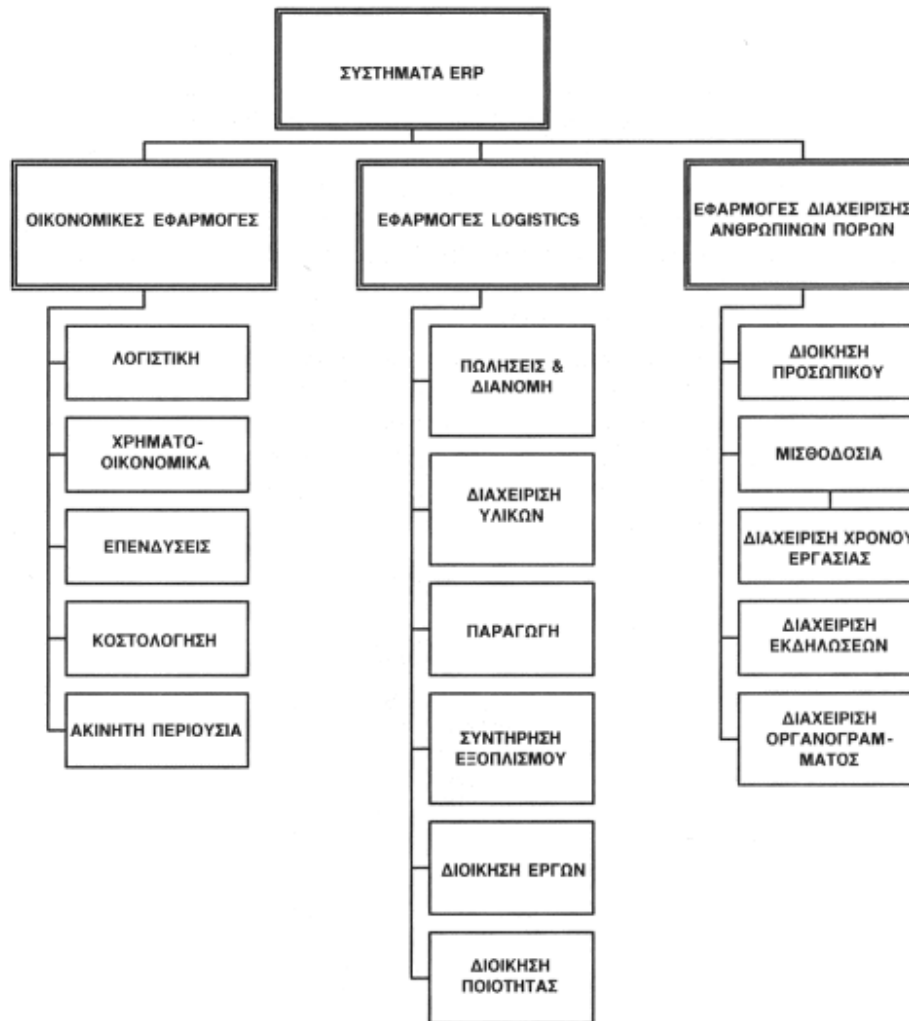 ΣΥΣΤΗΜΑΤΑ ERP
ΟΙΚΟΝΟΜΙΚΕΣ ΕΦΑΡΜΟΓΕΣ
ΕΦΑΡΜΟΓΕΣ LOGISTICS
ΕΦΑΡΜΟΓΕΣ ΔΙΑΧΕΙΡΙΣΗΣ
ΑΝΘΡΩΠΙΝΩΝ ΠΟΡΩΝ
ΛΟΓΙΣΤΙΚΗ
ΧΡΗΜΑΤΟ-
ΟΙΚΟΝΟΜΙΚΑ
ΕΠΕΝΔΥΣΕΙΣ
ΚΟΣΤΟΛΟΓΗΣΗ
ΑΚΙΝΗΤΗ ΠΕΡΙΟΥΣΙΑ
ΠΩΛΗΣΕΙΣ &
ΔΙΑΝΟΜΗ
ΔΙΑΧΕΙΡΙΣΗ
ΥΛΙΚΩΝ
ΠΑΡΑΓΩΓΗ
ΣΥΝΤΗΡΗΣΗ
ΕΞΟΠΛΙΣΜΟΥ
ΔΙΟΙΚΗΣΗ ΕΡΓΩΝ
ΔΙΟΙΚΗΣΗ
ΠΟΙΟΤΗΤΑΣ
ΔΙΟΙΚΗΣΗ
ΠΡΟΣΩΠΙΚΟΥ
ΜΙΣΘΟΔΟΣΙΑ
ΔΙΑΧΕΙΡΙΣΗ ΧΡΟΝΟΥ
ΕΡΓΑΣΙΑΣ
ΔΙΑΧΕΙΡΙΣΗ
ΕΚΔΗΛΩΣΕΩΝ
ΔΙΑΧΕΙΡΙΣΗ
ΟΡΓΑΝΟΓΡΑΜ-
ΜΑΤΟΣ